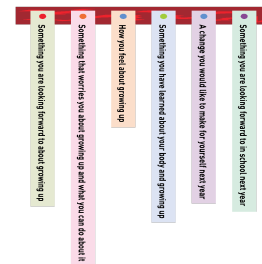 Something you are looking forward to about growing up
Something that worries you about growing up and what you can do about it
How you feel about growing up
Something you have learned about your body and growing up
A change you would like to make for yourself next year
Something you are looking forward to in school next year